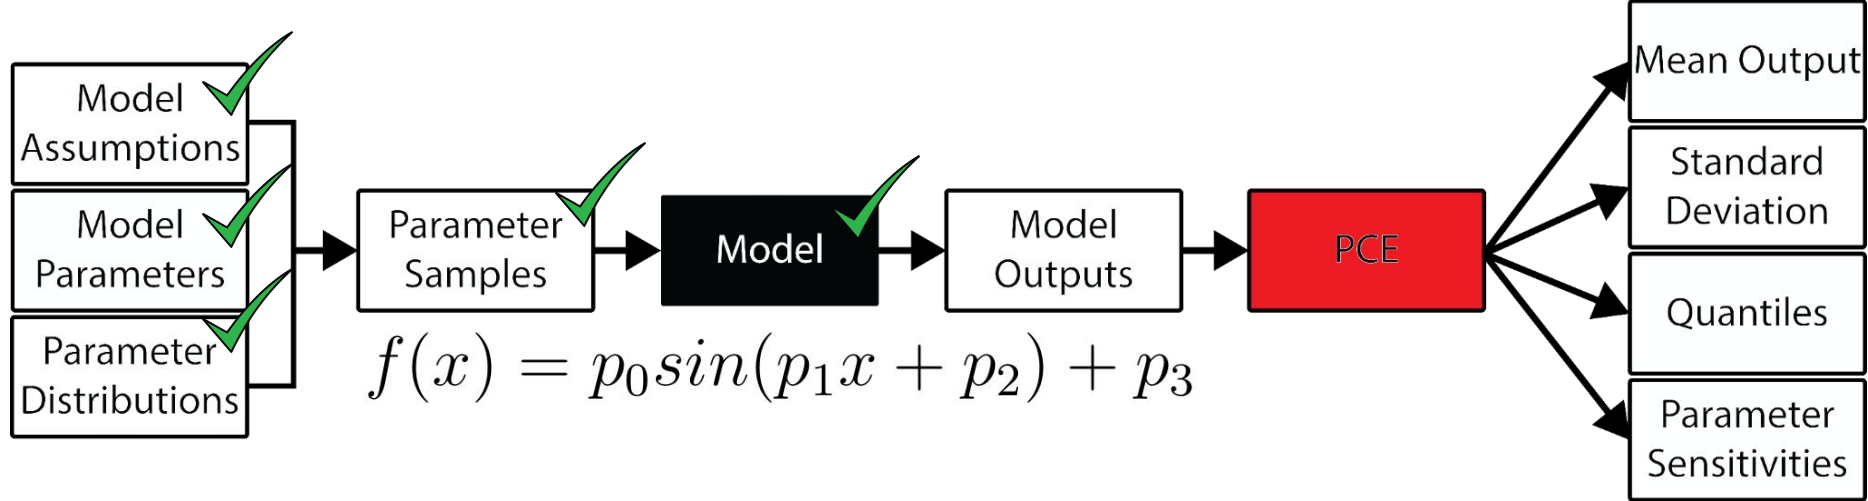 Model
Assumptions
Model
Parameters
Parameter
Distributions
Parameter
Samples
Model
Model
Outputs
PCE
Mean Output
Standard
Deviation
Quantiles
Parameter
Sensitivities
f(x) = p₀sin(p₁x + p₂) + p₃